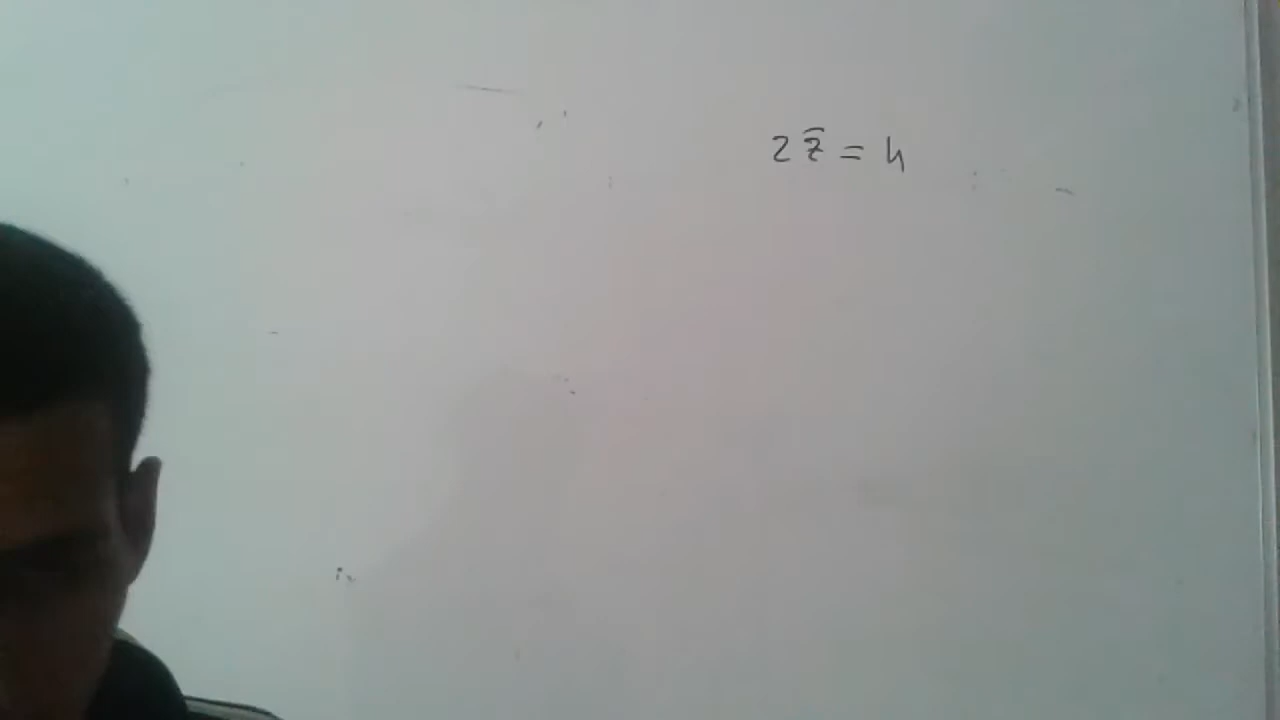 2z̄ = 4